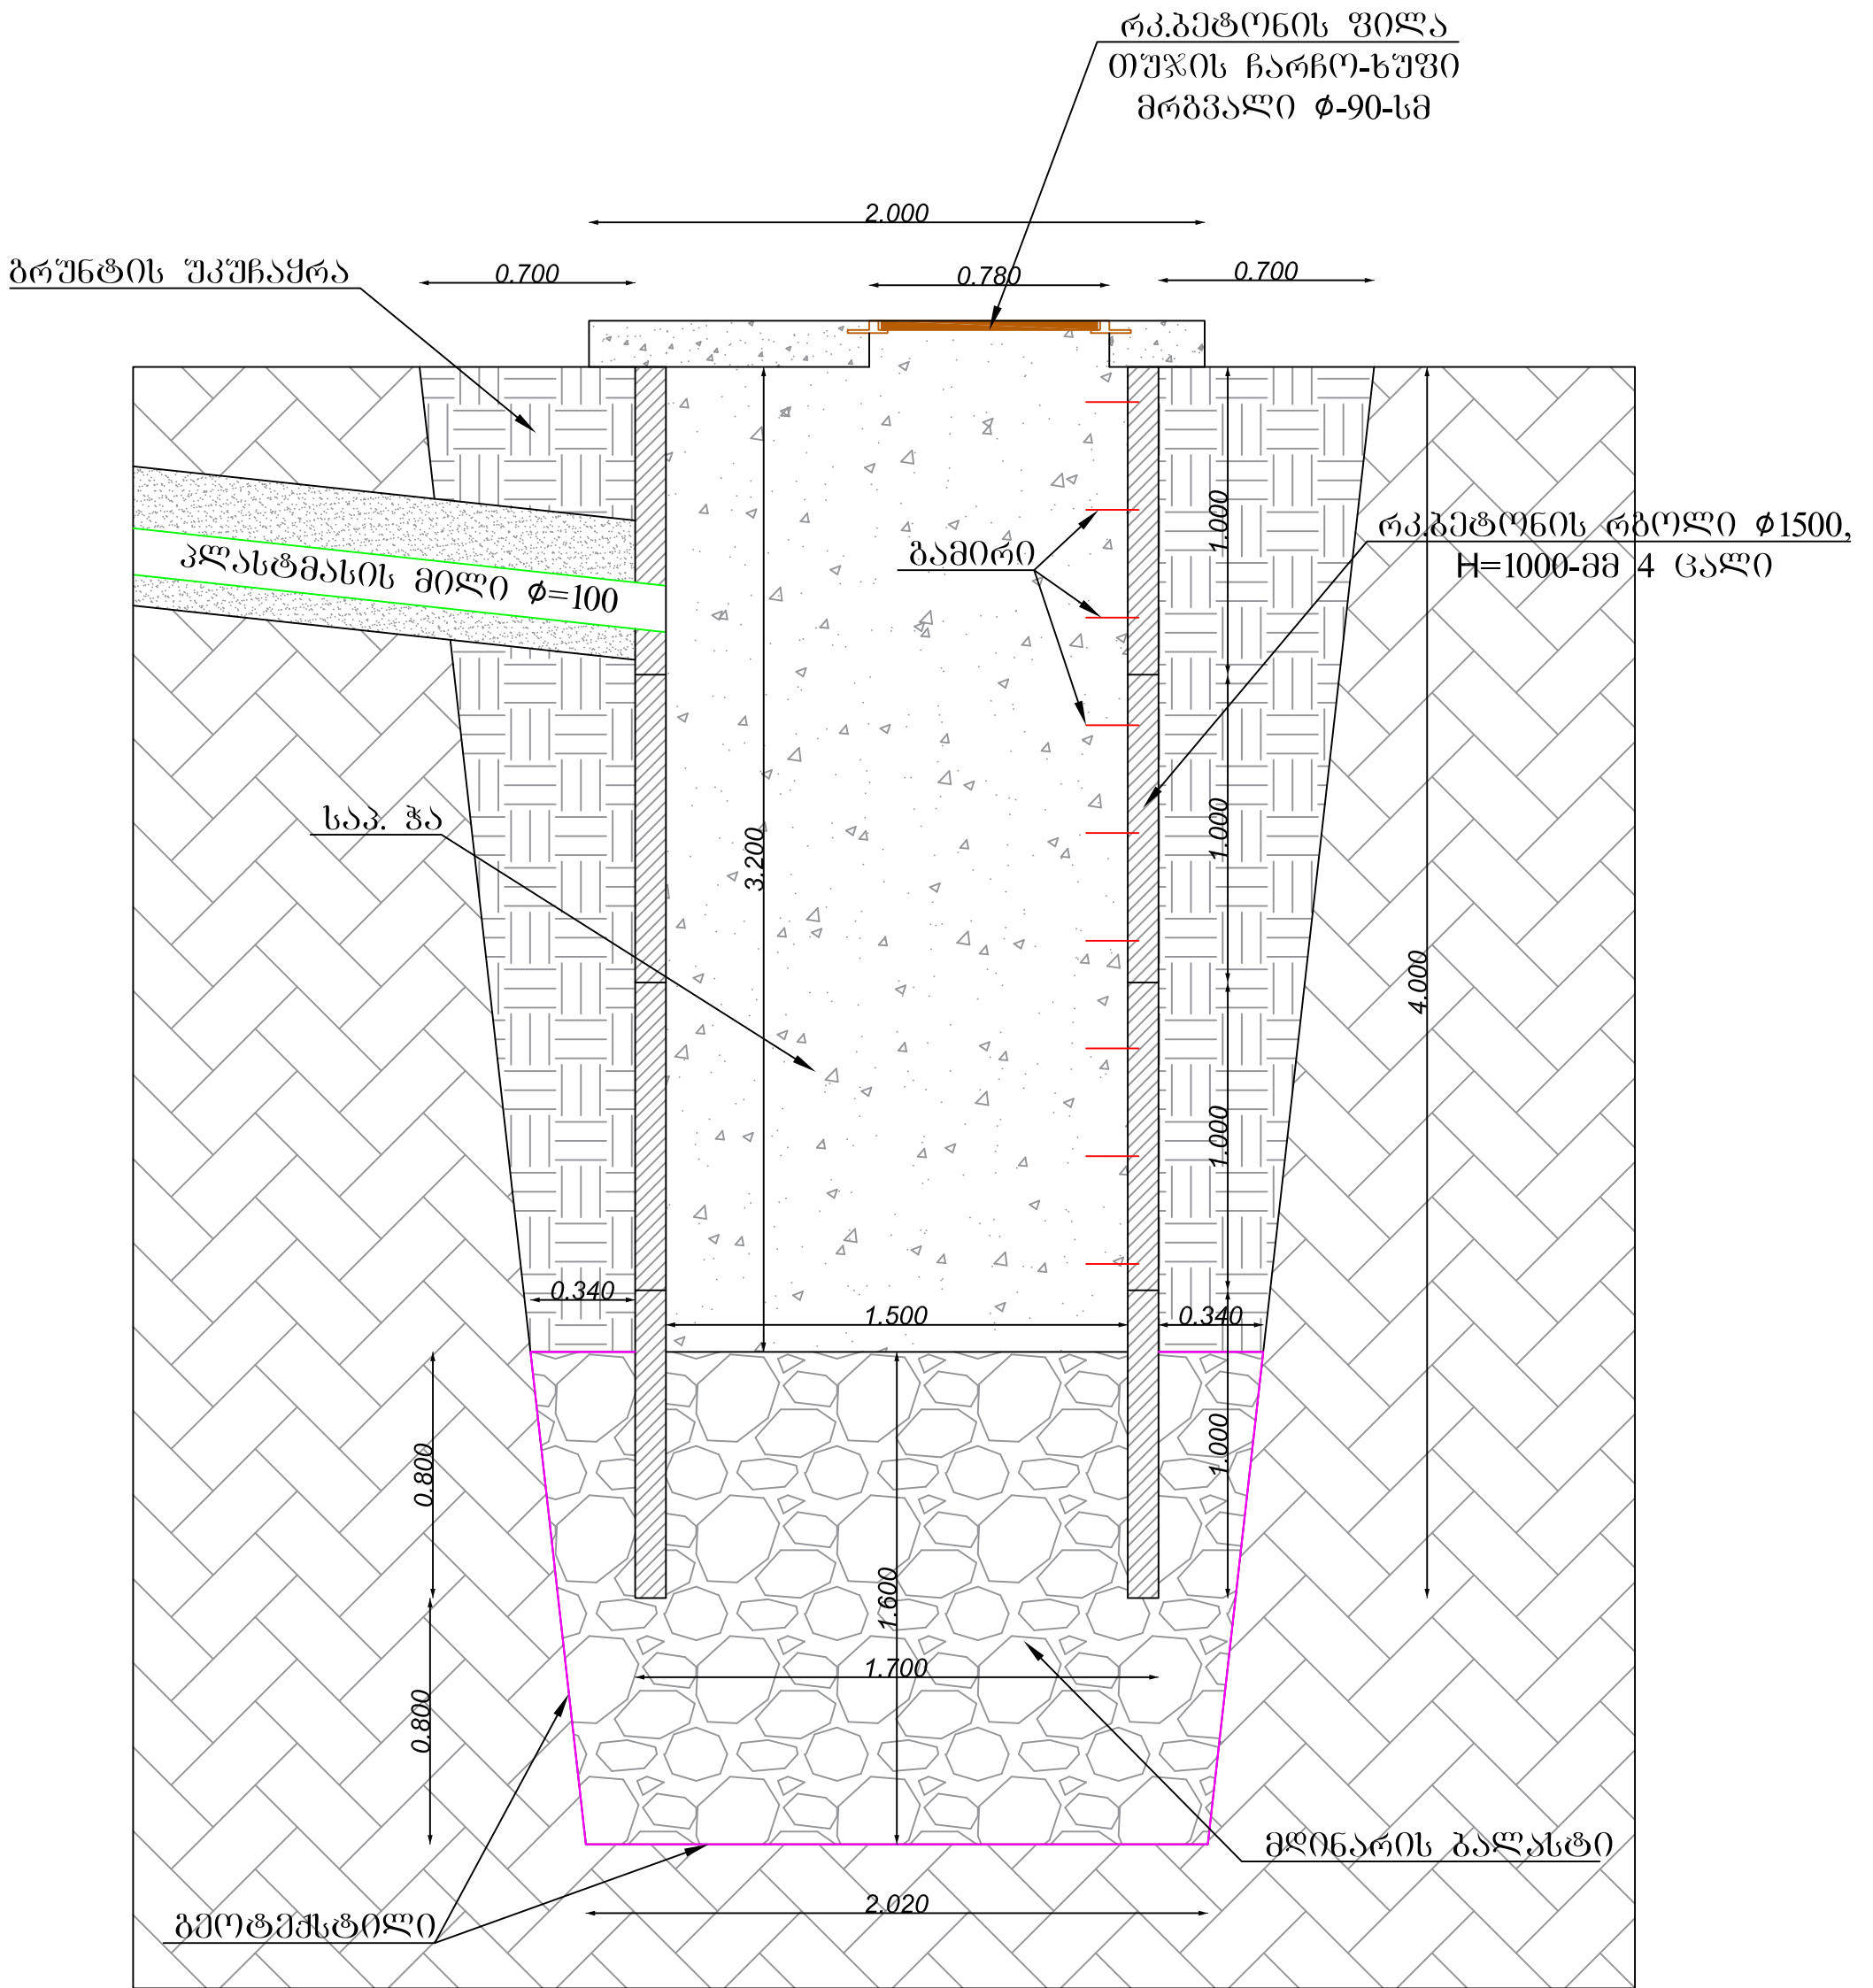 რკ.ბეტონის ფილა
თუჯის ჩარჩო-ხუფი
მრგვალი ϕ-90-სმ
2.000
გრუნტის უკუჩაყრა
0.700
0.780
0.700
1.000
რკ.ბეტონის რგოლი ϕ1500,
H=1000-მმ 4 ცალი
გამირი
პლასტმასის მილი ϕ=100
საპ. ჭა
3.200
1.000
4.000
1.000
0.340
1.500
0.340
0.800
1.000
1.600
1.700
0.800
მდინარის ბალასტი
2.020
გეოტექსტილი